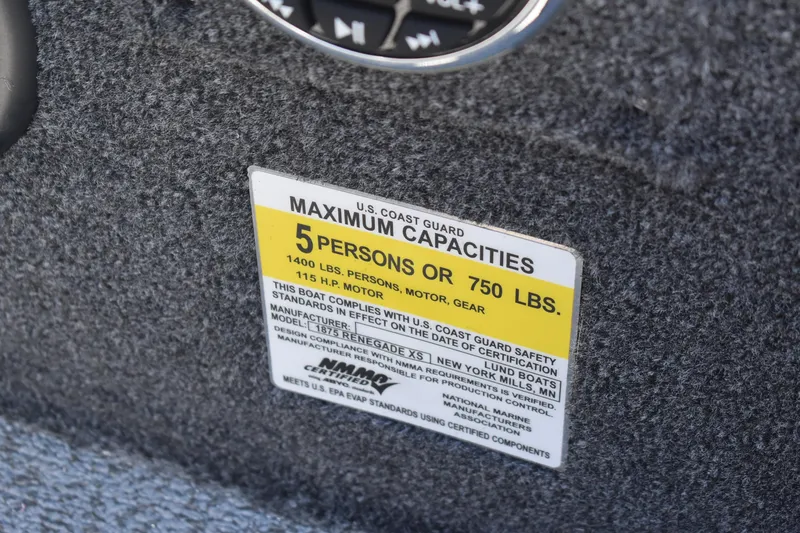 VOL+
U.S. COAST GUARD
MAXIMUM CAPACITIES
5 PERSONS OR 750 LBS.
1400 LBS. PERSONS, MOTOR, GEAR
115 H.P. MOTOR
THIS BOAT COMPLIES WITH U.S. COAST GUARD SAFETY
STANDARDS IN EFFECT ON THE DATE OF CERTIFICATION
MANUFACTURER: LUND BOATS
MODEL: 1875 RENEGADE XS NEW YORK MILLS, MN
DESIGN COMPLIANCE WITH NMMA REQUIREMENTS IS VERIFIED.
MANUFACTURER RESPONSIBLE FOR PRODUCTION CONTROL.
NMMA
CERTIFIED
NATIONAL MARINE
MANUFACTURERS
ASSOCIATION
MEETS U.S. EPA EVAP STANDARDS USING CERTIFIED COMPONENTS